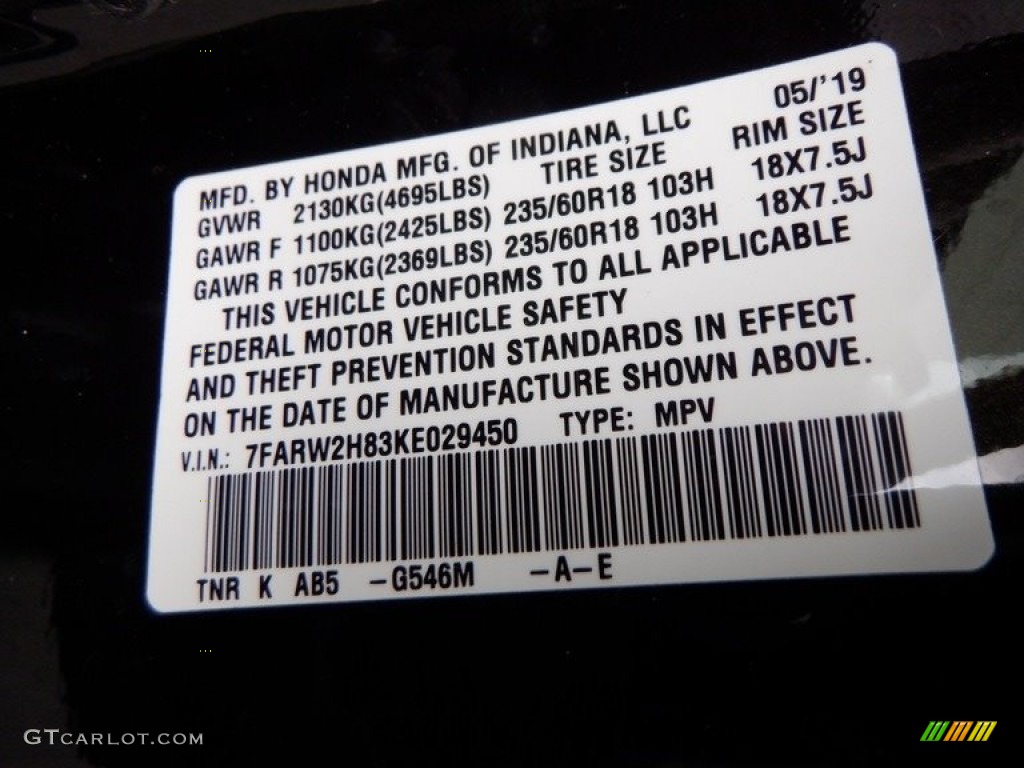 MFD. BY HONDA MFG. OF INDIANA, LLC 05/'19
GVWR 2130KG(4695LBS) TIRE SIZE RIM SIZE
GAWR F 1100KG(2425LBS) 235/60R18 103H 18X7.5J
GAWR R 1075KG(2369LBS) 235/60R18 103H 18X7.5J
THIS VEHICLE CONFORMS TO ALL APPLICABLE
FEDERAL MOTOR VEHICLE SAFETY
AND THEFT PREVENTION STANDARDS IN EFFECT
ON THE DATE OF MANUFACTURE SHOWN ABOVE.
V.I.N.: 7FARW2H83KE029450 TYPE: MPV
TNR K AB5 -G546M -A-E
GTCARLOT.COM